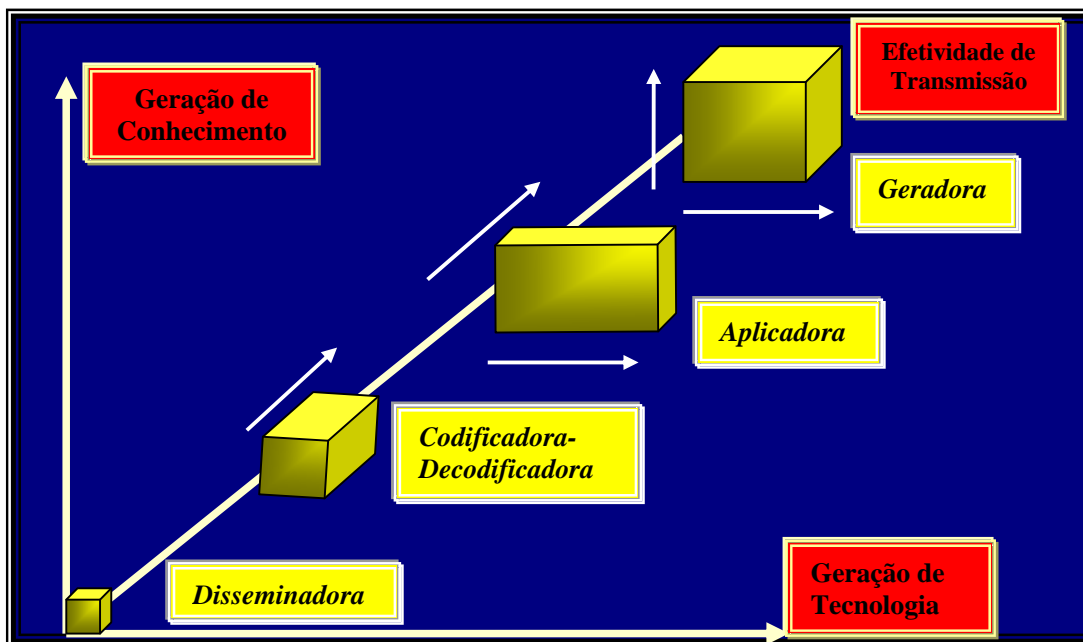 Efetividade de
Transmissão
Geração de
Conhecimento
Geradora
Aplicadora
Codificadora-
Decodificadora
Geração de
Tecnologia
Disseminadora